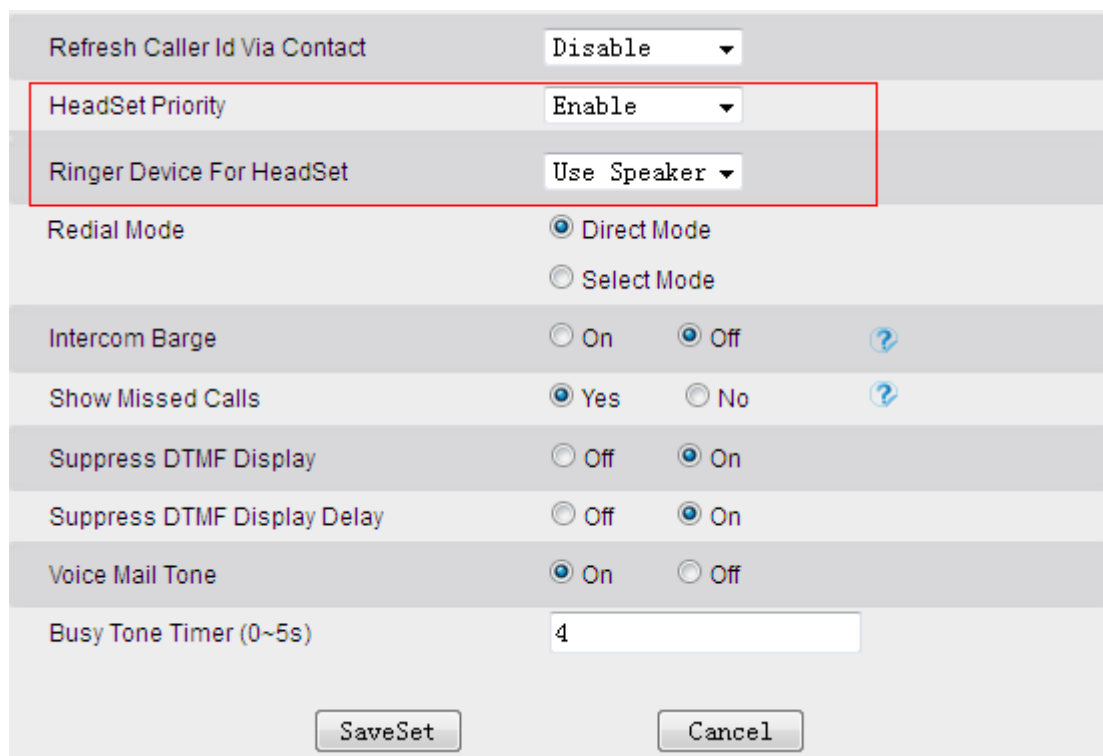 Refresh Caller Id Via Contact Disable
HeadSet Priority Enable
Ringer Device For HeadSet Use Speaker
Redial Mode Direct Mode
Select Mode
Intercom Barge On Off
Show Missed Calls Yes No
Suppress DTMF Display Off On
Suppress DTMF Display Delay Off On
Voice Mail Tone On Off
Busy Tone Timer (0~5s) 4
SaveSet Cancel